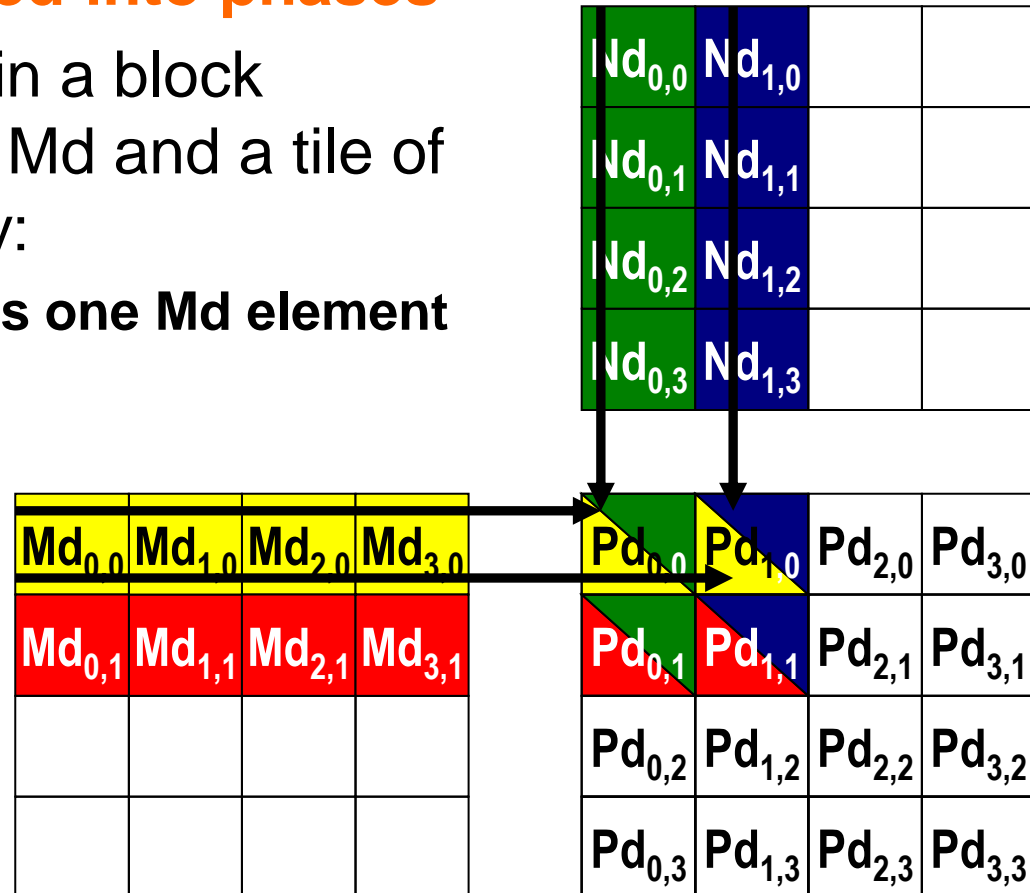 ed into phases
in a block
Md and a tile of
y:
s one Md element
Nd0,0 Nd1,0
Nd0,1 Nd1,1
Nd0,2 Nd1,2
Nd0,3 Nd1,3
Md0,0 Md1,0 Md2,0 Md3,0 Pd0,0 Pd1,0 Pd2,0 Pd3,0
Md0,1 Md1,1 Md2,1 Md3,1 Pd0,1 Pd1,1 Pd2,1 Pd3,1
Pd0,2 Pd1,2 Pd2,2 Pd3,2
Pd0,3 Pd1,3 Pd2,3 Pd3,3